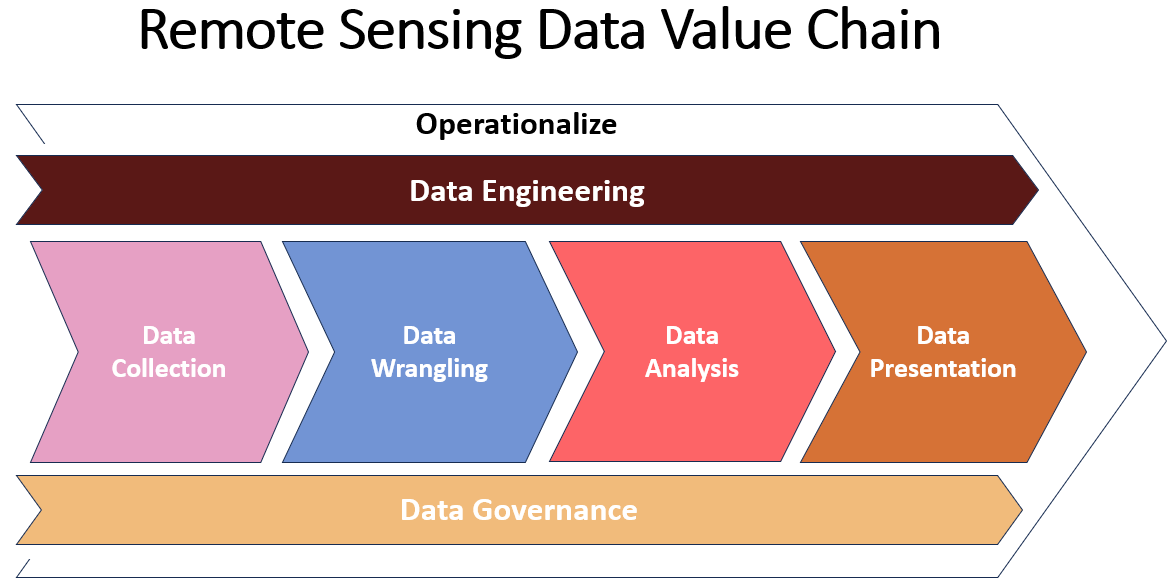 Remote Sensing Data Value Chain
Operationalize
Data Engineering
Data
Collection
Data
Wrangling
Data
Analysis
Data
Presentation
Data Governance